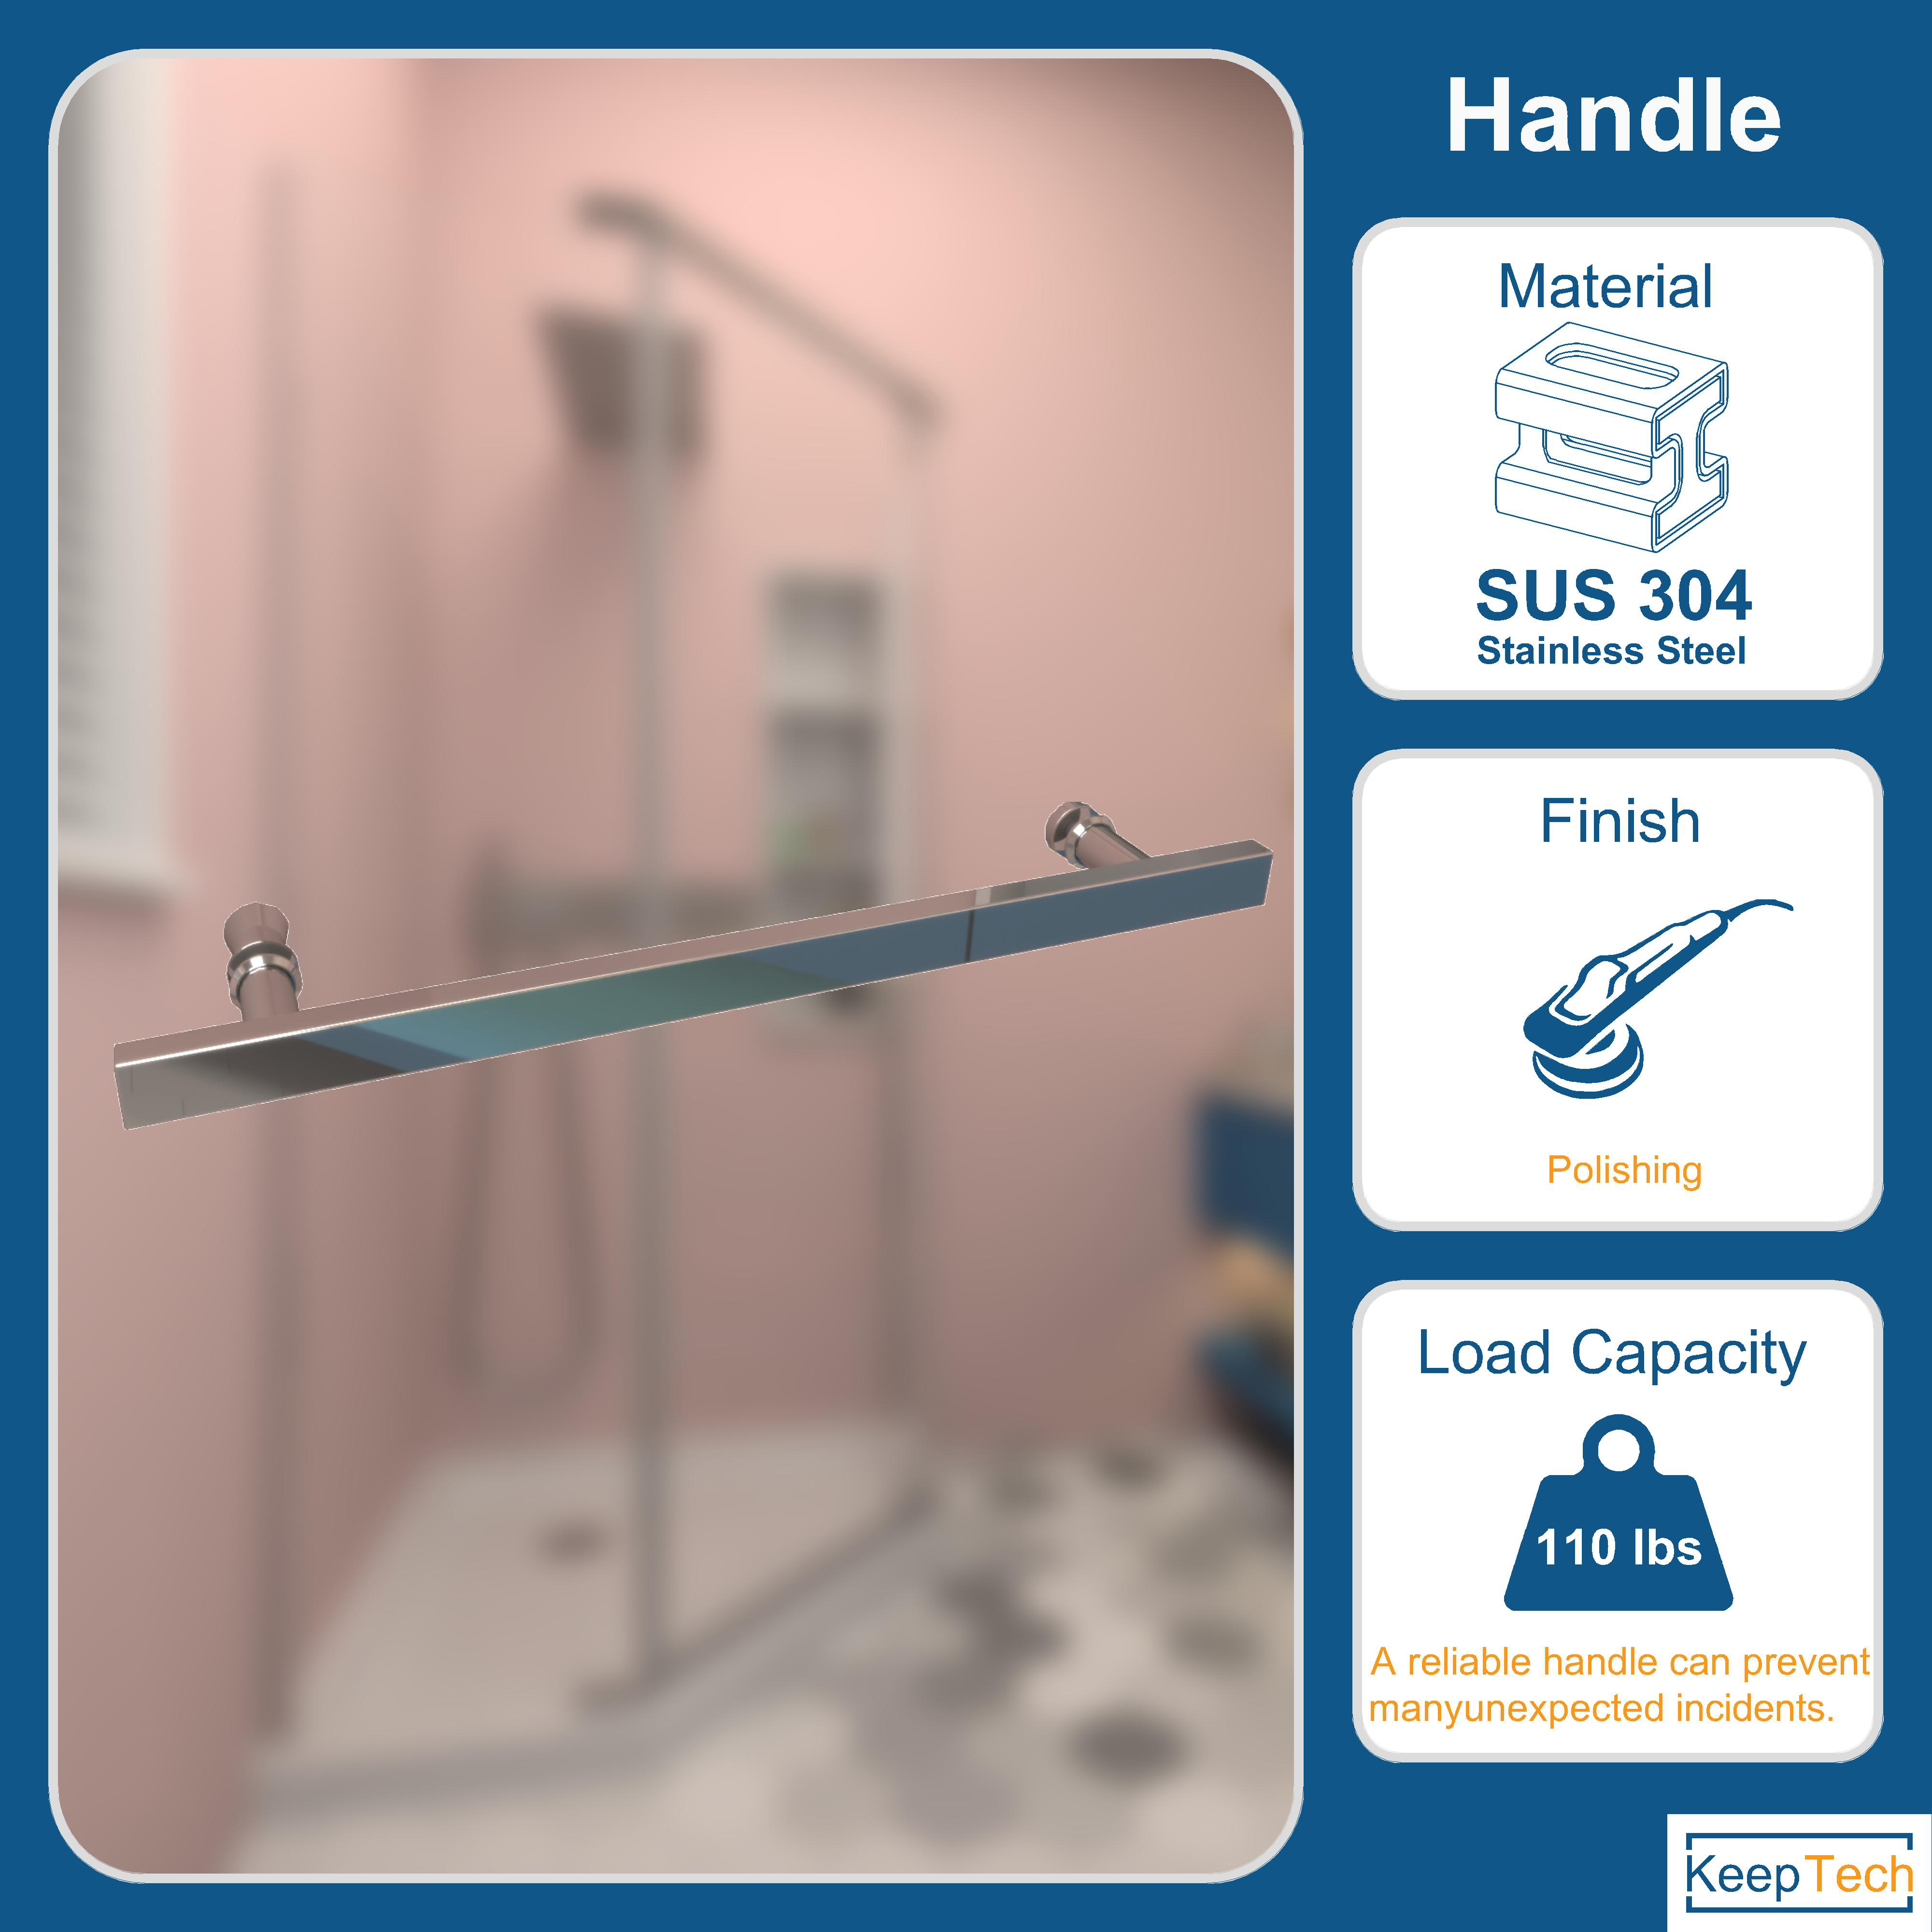 Handle
Material
SUS 304
Stainless Steel
Finish
Polishing
Load Capacity
110 lbs
A reliable handle can prevent
manyunexpected incidents.
KeepTech